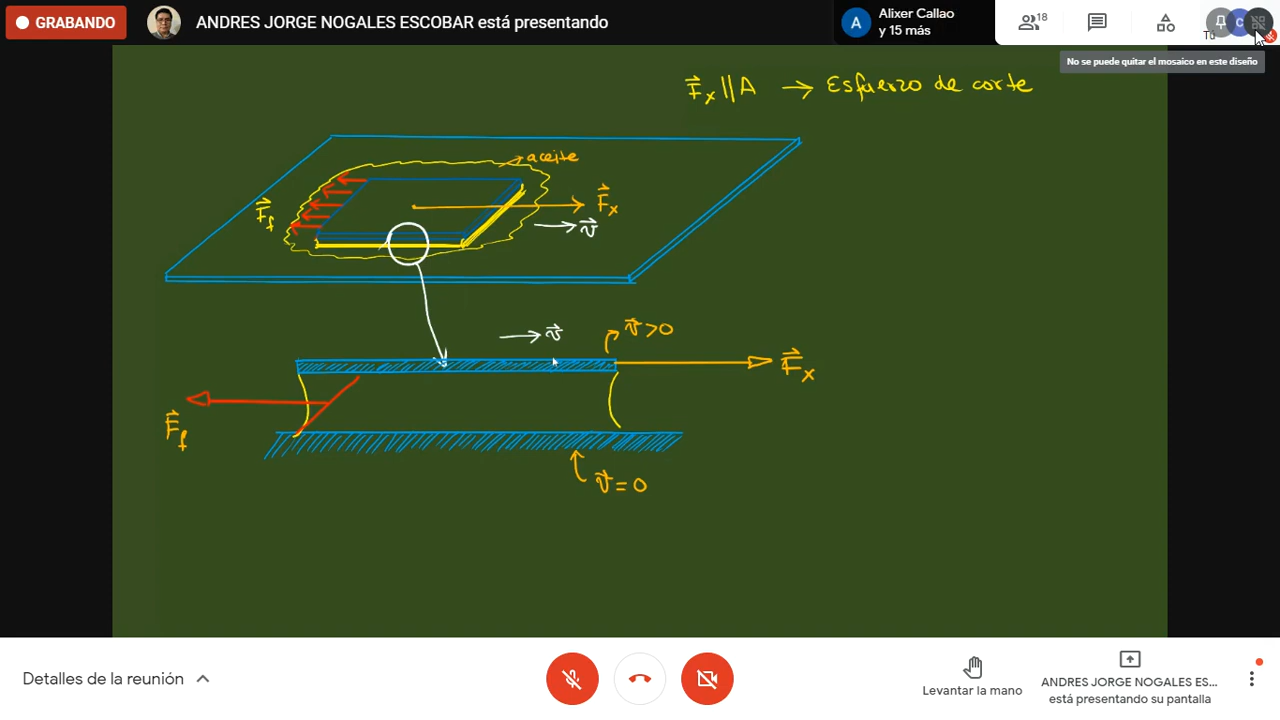 GRABANDO
ANDRES JORGE NOGALES ESCOBAR está presentando
A
Alixer Callao
y 15 más
18
C
Tú
No se puede quitar el mosaico en este diseño
F⃗x // A → Esfuerzo de corte
aceite
F⃗f
F⃗x
→ v⃗
→ v⃗
v⃗ > 0
F⃗x
F⃗f
v⃗ = 0
Detalles de la reunión
Levantar la mano
ANDRES JORGE NOGALES ES...
está presentando su pantalla